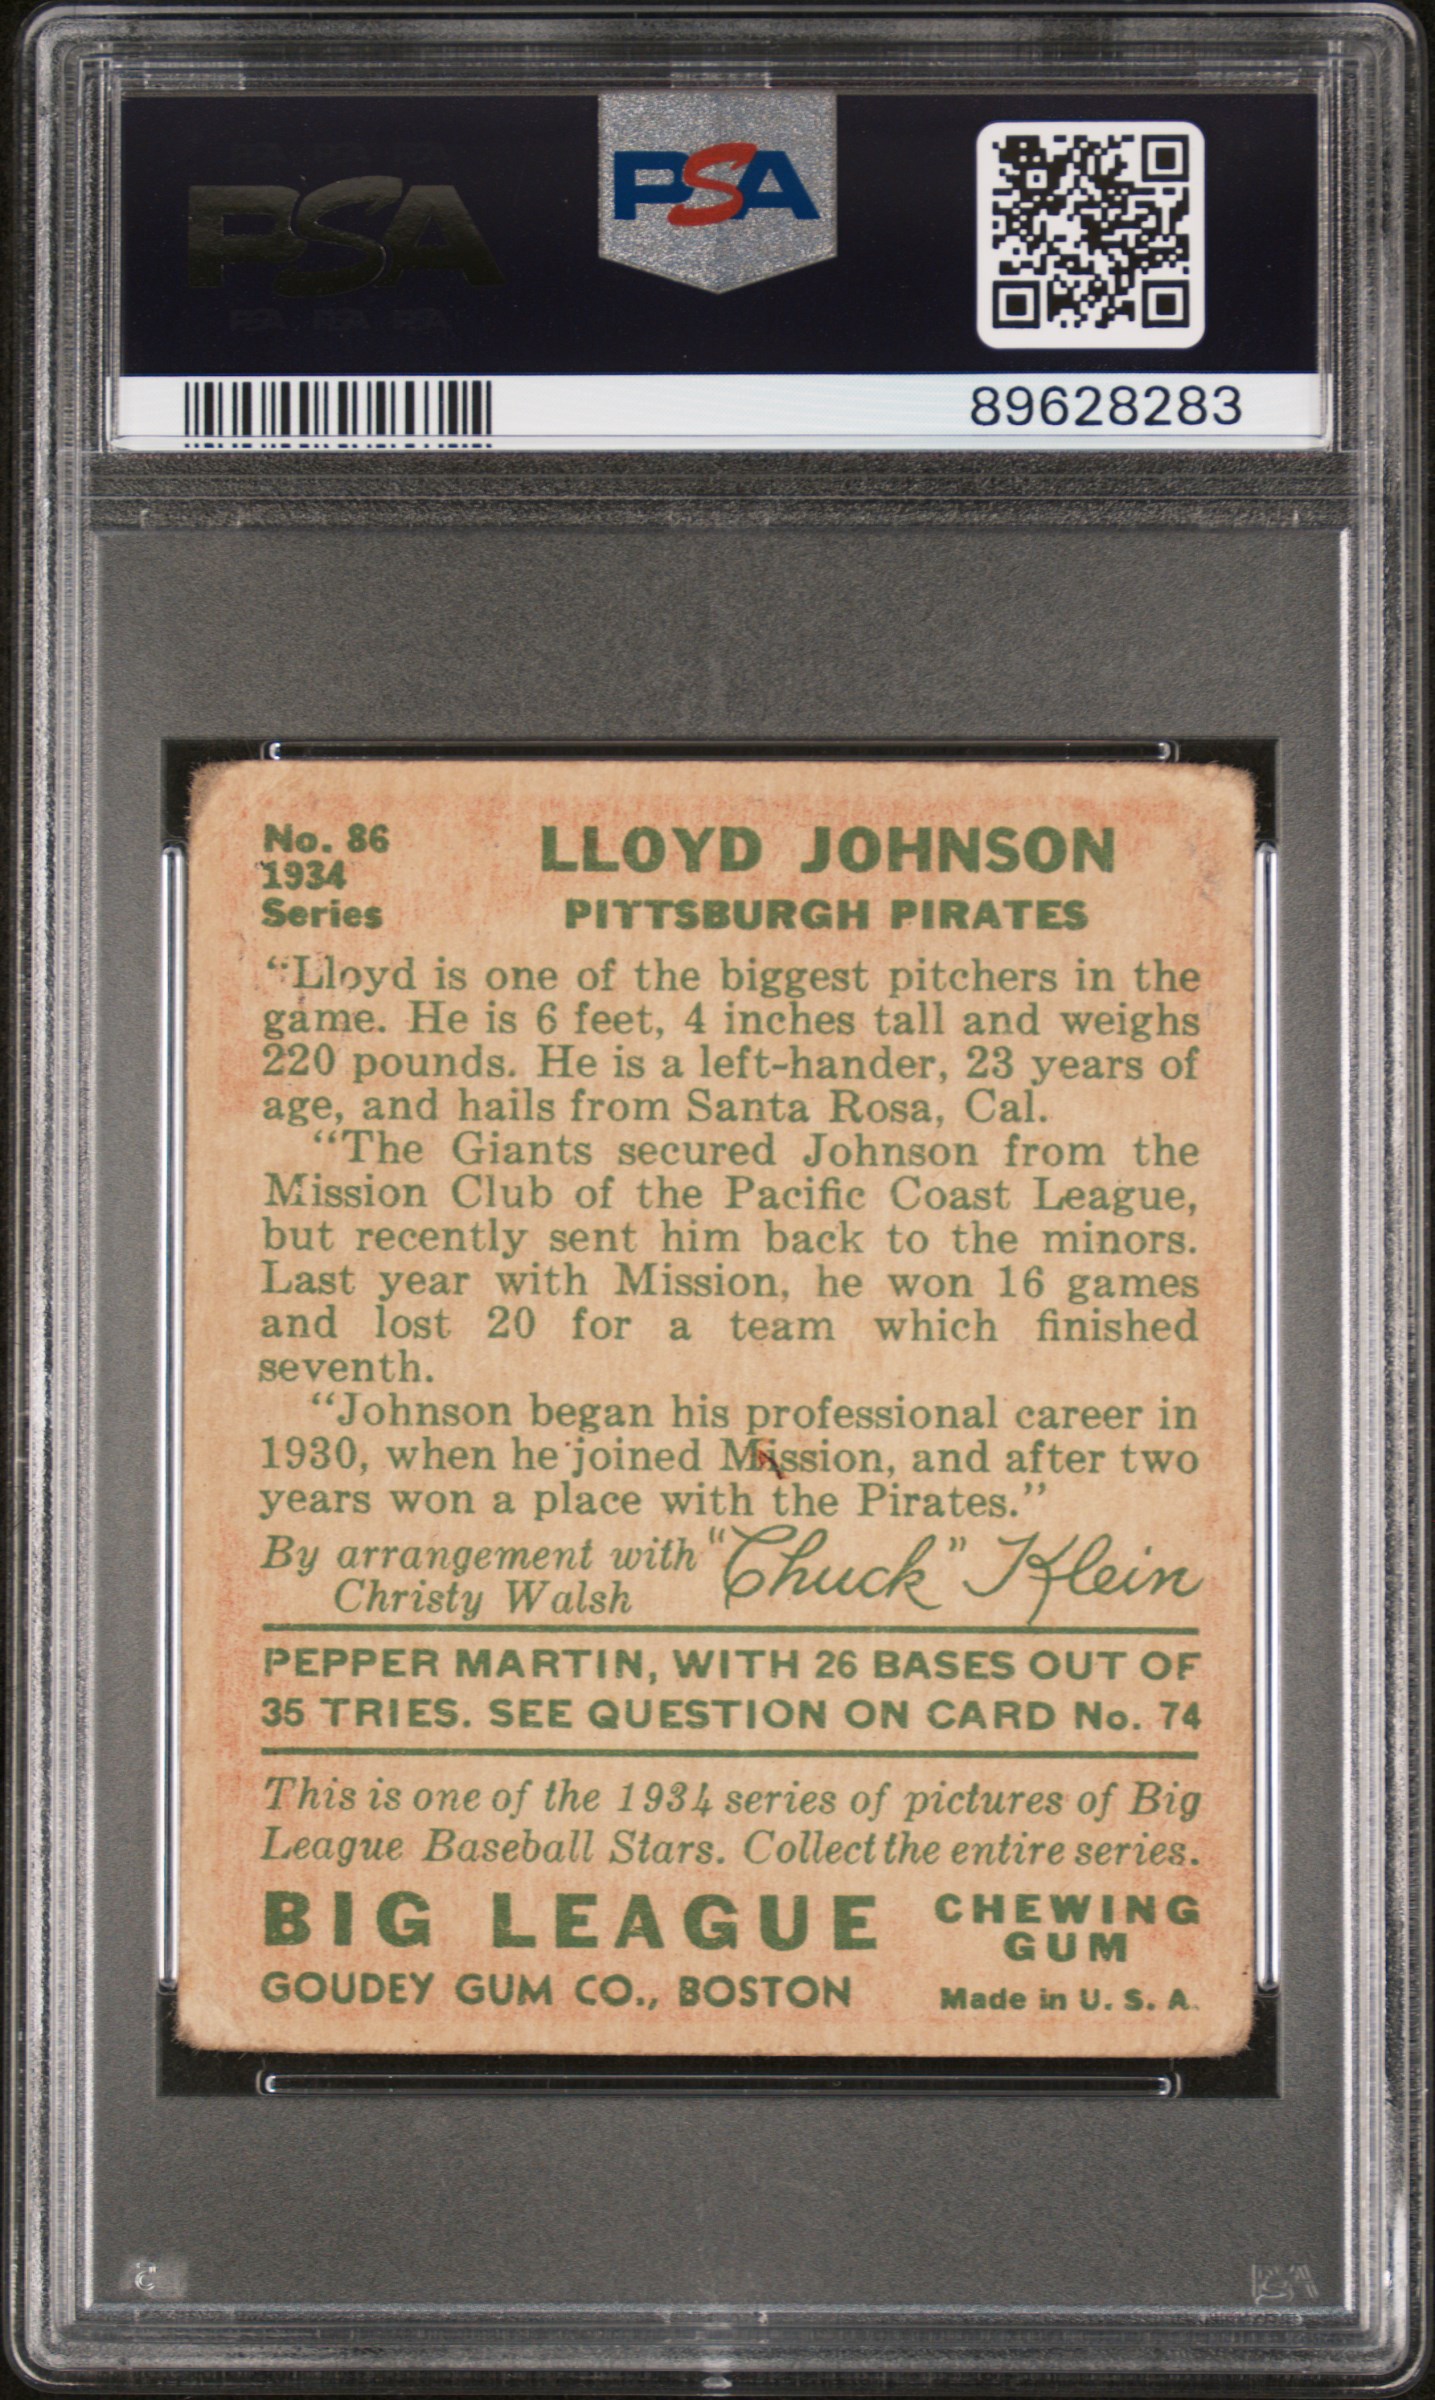 PSA
PSA
89628283
No. 86
1934
Series
LLOYD JOHNSON
PITTSBURGH PIRATES
"Lloyd is one of the biggest pitchers in the
game. He is 6 feet, 4 inches tall and weighs
220 pounds. He is a left-hander, 23 years of
age, and hails from Santa Rosa, Cal.
"The Giants secured Johnson from the
Mission Club of the Pacific Coast League,
but recently sent him back to the minors.
Last year with Mission, he won 16 games
and lost 20 for a team which finished
seventh.
"Johnson began his professional career in
1930, when he joined Mission, and after two
years won a place with the Pirates."
By arrangement with
Christy Walsh
"Chuck" Klein
PEPPER MARTIN, WITH 26 BASES OUT OF
35 TRIES. SEE QUESTION ON CARD No. 74
This is one of the 1934 series of pictures of Big
League Baseball Stars. Collect the entire series.
BIG LEAGUE
CHEWING
GUM
GOUDEY GUM CO., BOSTON
Made in U. S. A.
PSA